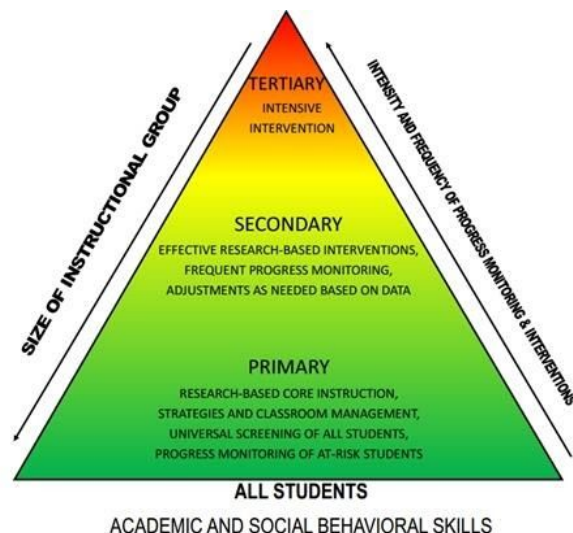 TERTIARY
INTENSIVE
INTERVENTION
SECONDARY
EFFECTIVE RESEARCH-BASED INTERVENTIONS,
FREQUENT PROGRESS MONITORING,
ADJUSTMENTS AS NEEDED BASED ON DATA
PRIMARY
RESEARCH-BASED CORE INSTRUCTION,
STRATEGIES AND CLASSROOM MANAGEMENT,
UNIVERSAL SCREENING OF ALL STUDENTS,
PROGRESS MONITORING OF AT-RISK STUDENTS
SIZE OF INSTRUCTIONAL GROUP
INTENSITY AND FREQUENCY OF PROGRESS MONITORING & INTERVENTIONS
ALL STUDENTS
ACADEMIC AND SOCIAL BEHAVIORAL SKILLS